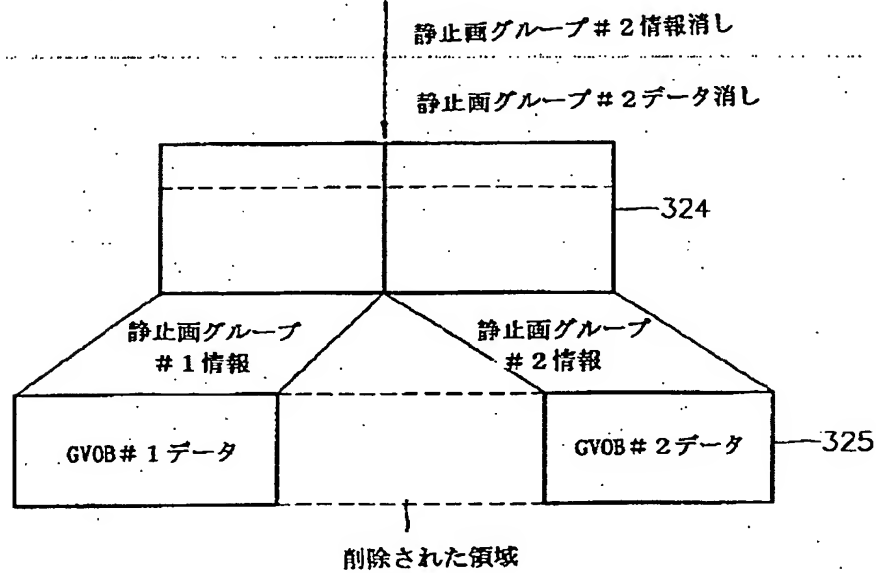 静止画グループ＃２情報消し
静止画グループ＃２データ消し
324
静止画グループ
＃１情報
静止画グループ
＃２情報
GVOB＃１データ
GVOB＃２データ
325
削除された領域